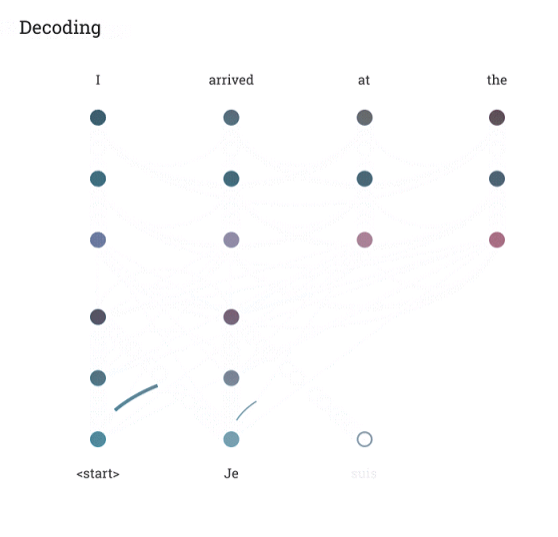 Decoding
I arrived at the
<start> Je suis